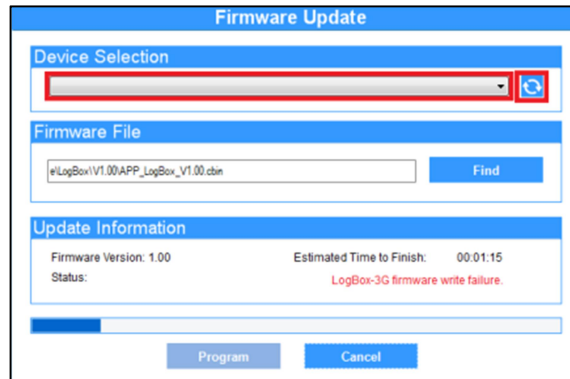 Firmware Update
Device Selection
Firmware File
e\LogBox\V1.00\APP_LogBox_V1.00.cbin
Find
Update Information
Firmware Version: 1.00
Estimated Time to Finish: 00:01:15
Status:
LogBox-3G firmware write failure.
Program
Cancel